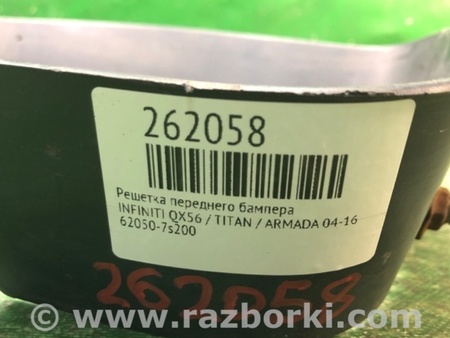 262058
Решетка переднего бампера
INFINITI QX56 / TITAN / ARMADA 04-16
62050-7s200
262058
www.razborki.com